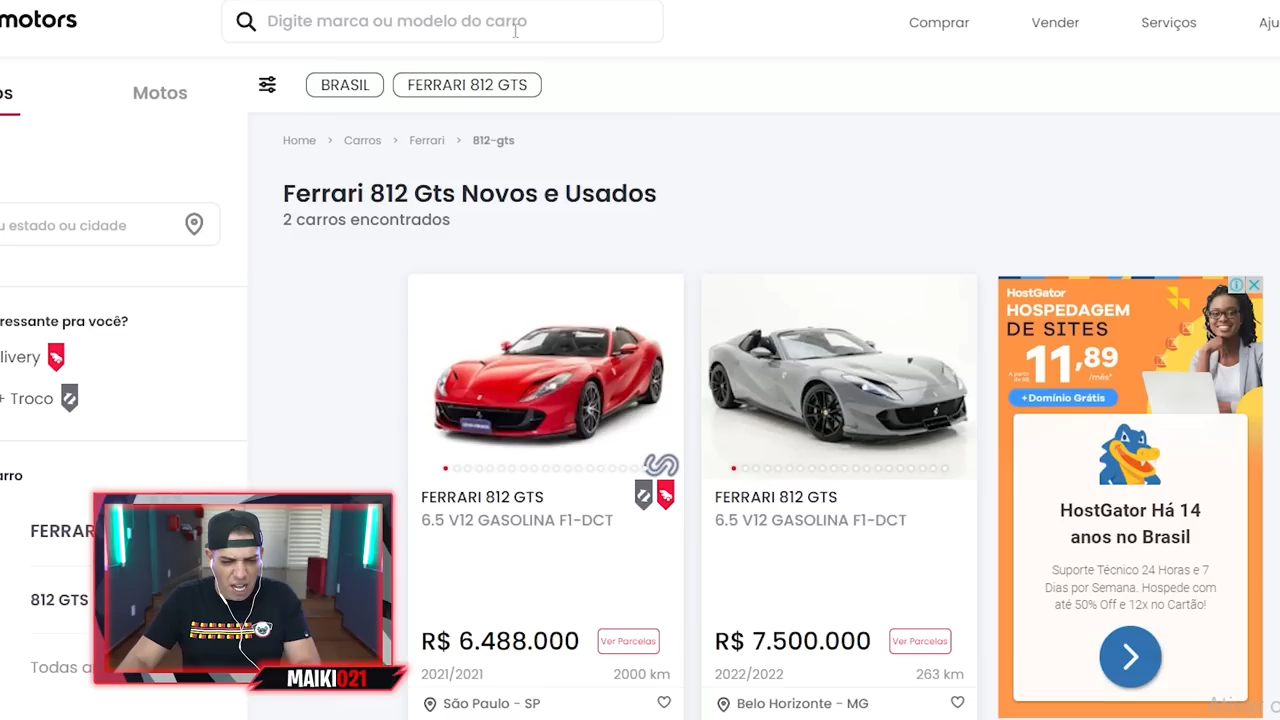 motors
Digite marca ou modelo do carro
Comprar
Vender
Serviços
Motos
BRASIL
FERRARI 812 GTS
Home > Carros > Ferrari > 812-gts
Ferrari 812 Gts Novos e Usados
2 carros encontrados
estado ou cidade
ressante pra você?
livery
+ Troco
arro
FERRAR
812 GTS
Todas
MAIKI021
FERRARI 812 GTS
6.5 V12 GASOLINA F1-DCT
R$ 6.488.000
Ver Parcelas
2021/2021
2000 km
São Paulo - SP
FERRARI 812 GTS
6.5 V12 GASOLINA F1-DCT
R$ 7.500.000
Ver Parcelas
2022/2022
263 km
Belo Horizonte - MG
HostGator
HOSPEDAGEM
DE SITES
11,89
/mês*
+Domínio Grátis
HostGator Há 14
anos no Brasil
Suporte Técnico 24 Horas e 7
Dias por Semana. Hospede com
até 50% Off e 12x no Cartão!